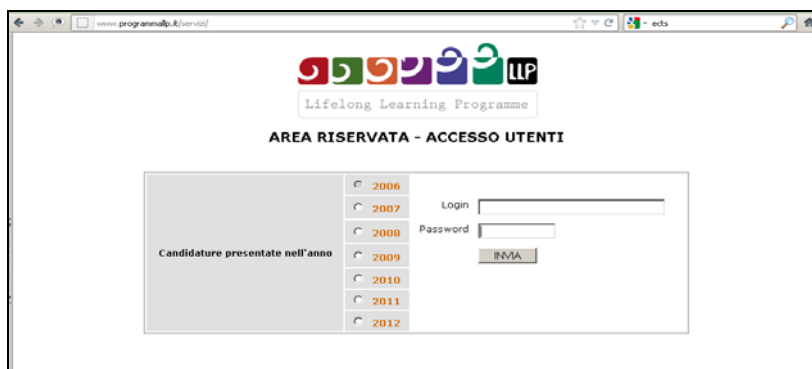 www.programmallp.it/servizi/
ects
LLP
Lifelong Learning Programme
AREA RISERVATA - ACCESSO UTENTI
Candidature presentate nell'anno
2006
2007
2008
2009
2010
2011
2012
Login
Password
INVIA